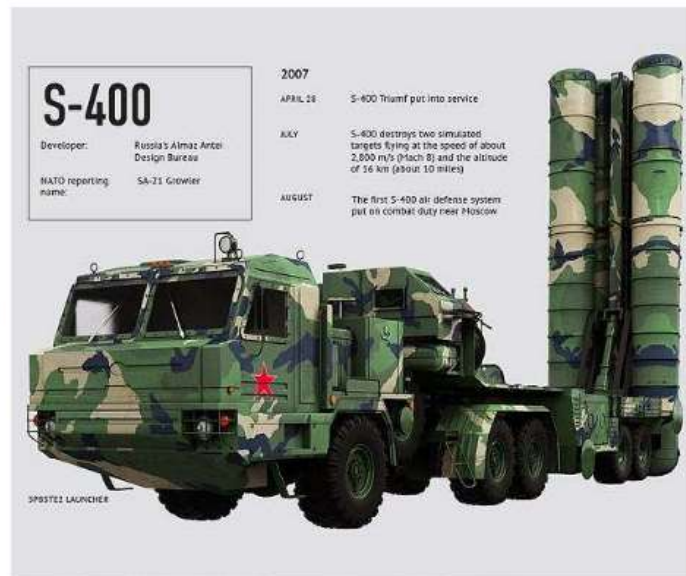 S-400
Developer:
Russia's Almaz Antei
Design Bureau
NATO reporting
name:
SA-21 Growler
2007
APRIL 28
S-400 Triumf put into service
JULY
S-400 destroys two simulated
targets flying at the speed of about
2,800 m/s (Mach 8) and the altitude
of 16 km (about 10 miles)
AUGUST
The first S-400 air defense system
put on combat duty near Moscow
LAUNCHER